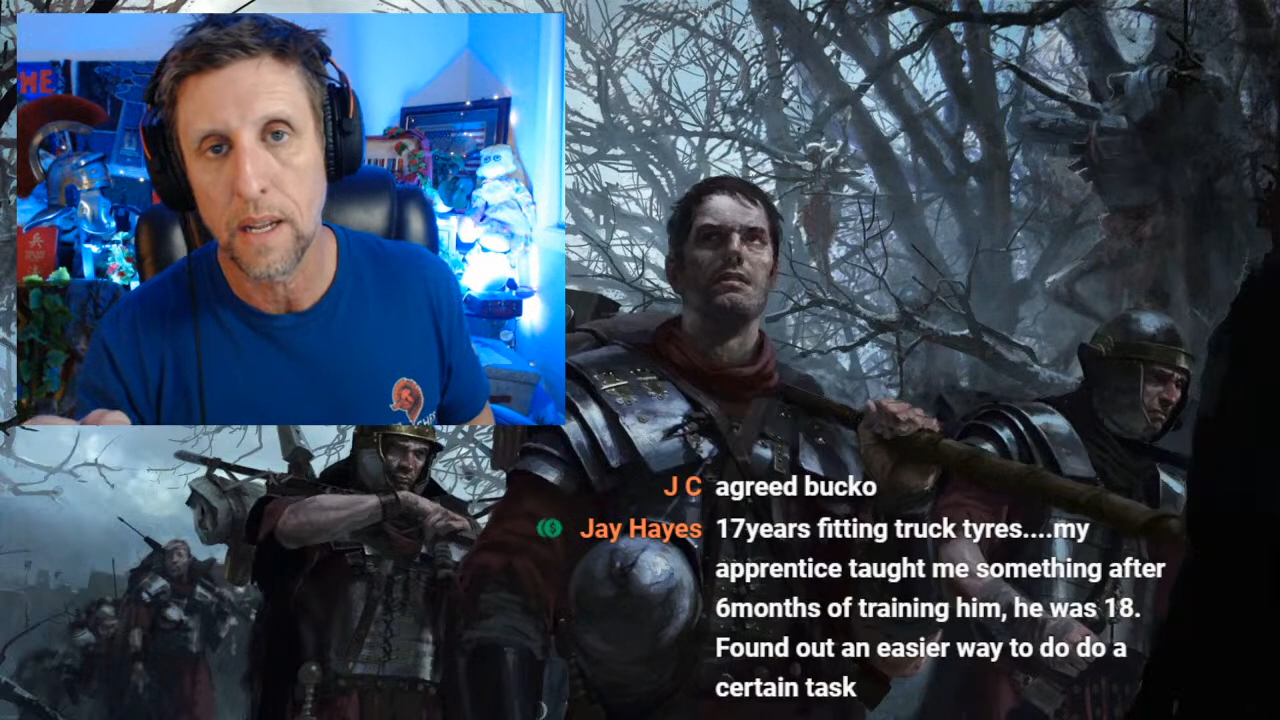 ME
J C agreed bucko
Jay Hayes 17years fitting truck tyres....my
apprentice taught me something after
6months of training him, he was 18.
Found out an easier way to do do a
certain task